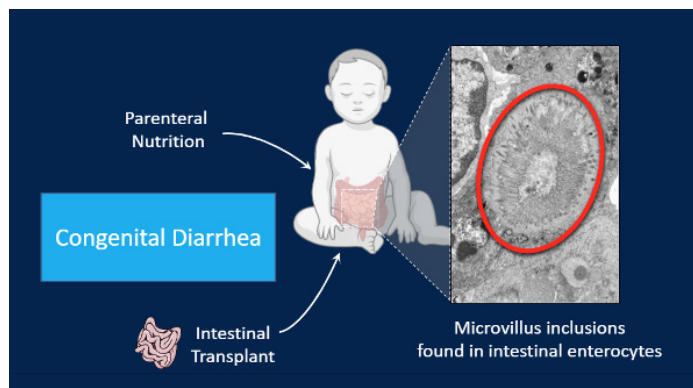 Parenteral
Nutrition
Congenital Diarrhea
Intestinal
Transplant
Microvillus inclusions
found in intestinal enterocytes